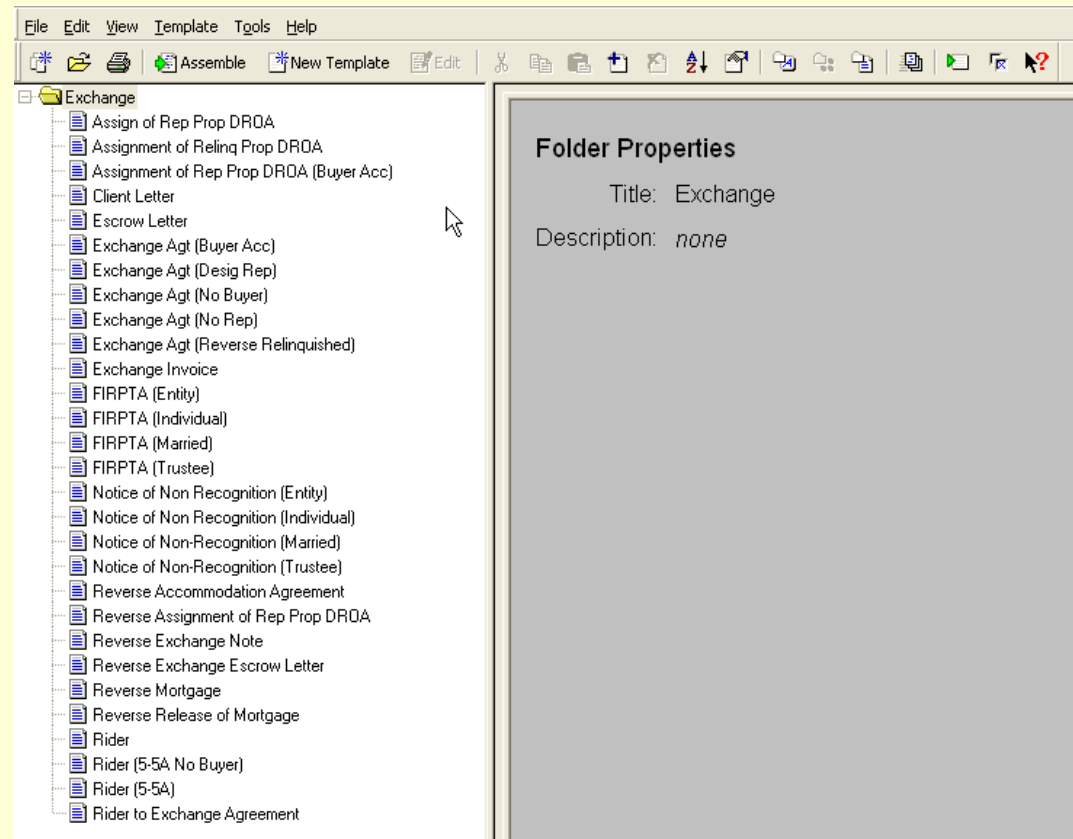 File Edit View Template Tools Help
Assemble New Template Edit
Exchange
Assign of Rep Prop DROA
Assignment of Relinq Prop DROA
Assignment of Rep Prop DROA (Buyer Acc)
Client Letter
Escrow Letter
Exchange Agt (Buyer Acc)
Exchange Agt (Desig Rep)
Exchange Agt (No Buyer)
Exchange Agt (No Rep)
Exchange Agt (Reverse Relinquished)
Exchange Invoice
FIRPTA (Entity)
FIRPTA (Individual)
FIRPTA (Married)
FIRPTA (Trustee)
Notice of Non Recognition (Entity)
Notice of Non Recognition (Individual)
Notice of Non-Recognition (Married)
Notice of Non-Recognition (Trustee)
Reverse Accommodation Agreement
Reverse Assignment of Rep Prop DROA
Reverse Exchange Note
Reverse Exchange Escrow Letter
Reverse Mortgage
Reverse Release of Mortgage
Rider
Rider (5-5A No Buyer)
Rider (5-5A)
Rider to Exchange Agreement
Folder Properties
Title: Exchange
Description: none